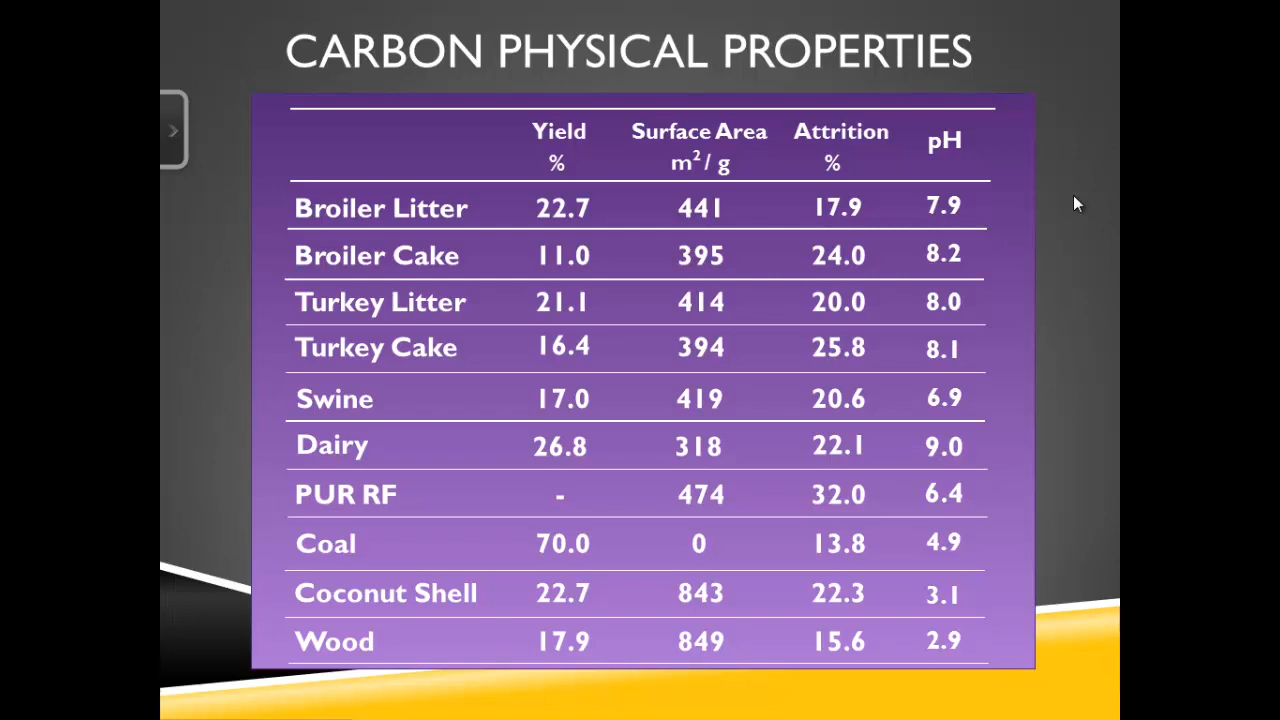 CARBON PHYSICAL PROPERTIES
Yield Surface Area Attrition pH
% m²/ g %
Broiler Litter 22.7 441 17.9 7.9
Broiler Cake 11.0 395 24.0 8.2
Turkey Litter 21.1 414 20.0 8.0
Turkey Cake 16.4 394 25.8 8.1
Swine 17.0 419 20.6 6.9
Dairy 26.8 318 22.1 9.0
PUR RF - 474 32.0 6.4
Coal 70.0 0 13.8 4.9
Coconut Shell 22.7 843 22.3 3.1
Wood 17.9 849 15.6 2.9